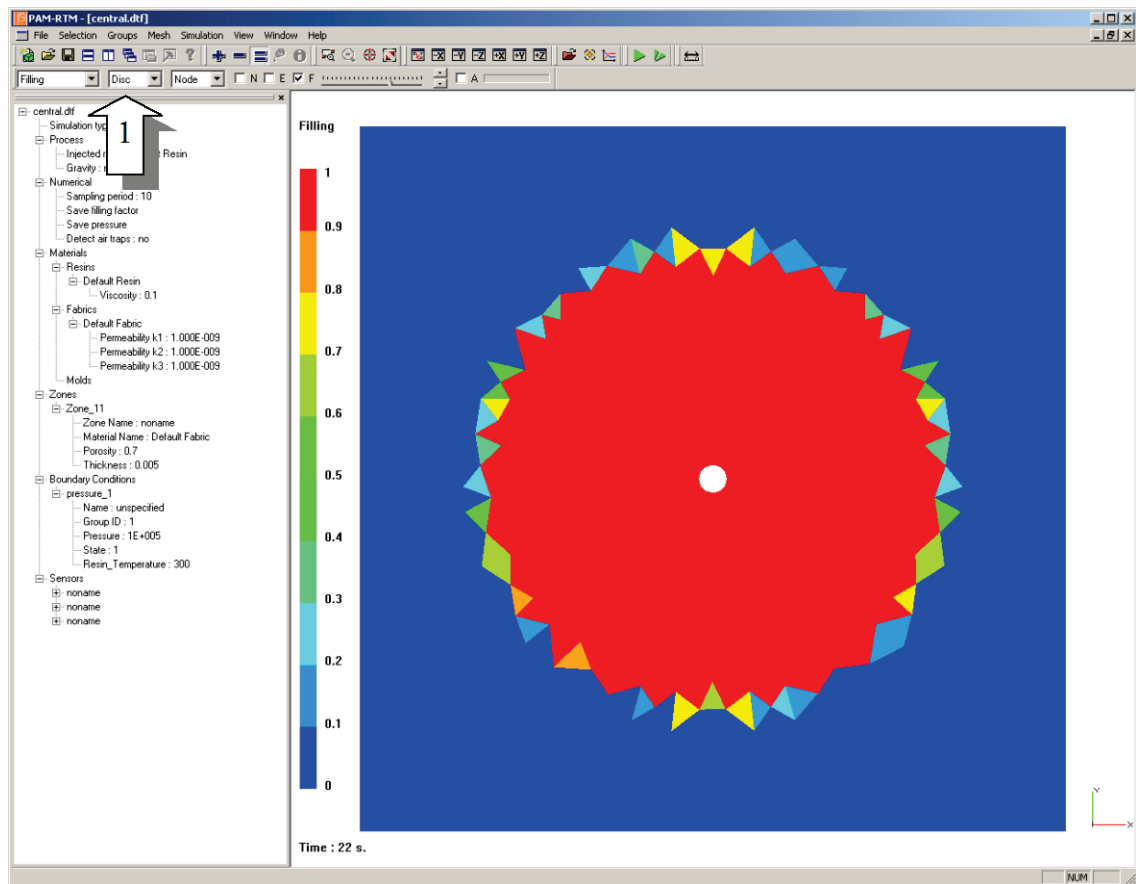 PAM-RTM - [central.dtf]
File Selection Groups Mesh Simulation View Window Help
Filling Disc Node N E F A
central.dtf
Simulation typ
1
Process
Injected r t Resin
Gravity :
Numerical
Sampling period : 10
Save filling factor
Save pressure
Detect air traps : no
Materials
Resins
Default Resin
Viscosity : 0.1
Fabrics
Default Fabric
Permeability k1 : 1.000E-009
Permeability k2 : 1.000E-009
Permeability k3 : 1.000E-009
Molds
Zones
Zone_11
Zone Name : noname
Material Name : Default Fabric
Porosity : 0.7
Thickness : 0.005
Boundary Conditions
pressure_1
Name : unspecified
Group ID : 1
Pressure : 1E+005
State : 1
Resin_Temperature : 300
Sensors
noname
noname
noname
Filling
1
0.9
0.8
0.7
0.6
0.5
0.4
0.3
0.2
0.1
0
Time : 22 s.
Y
X
NUM